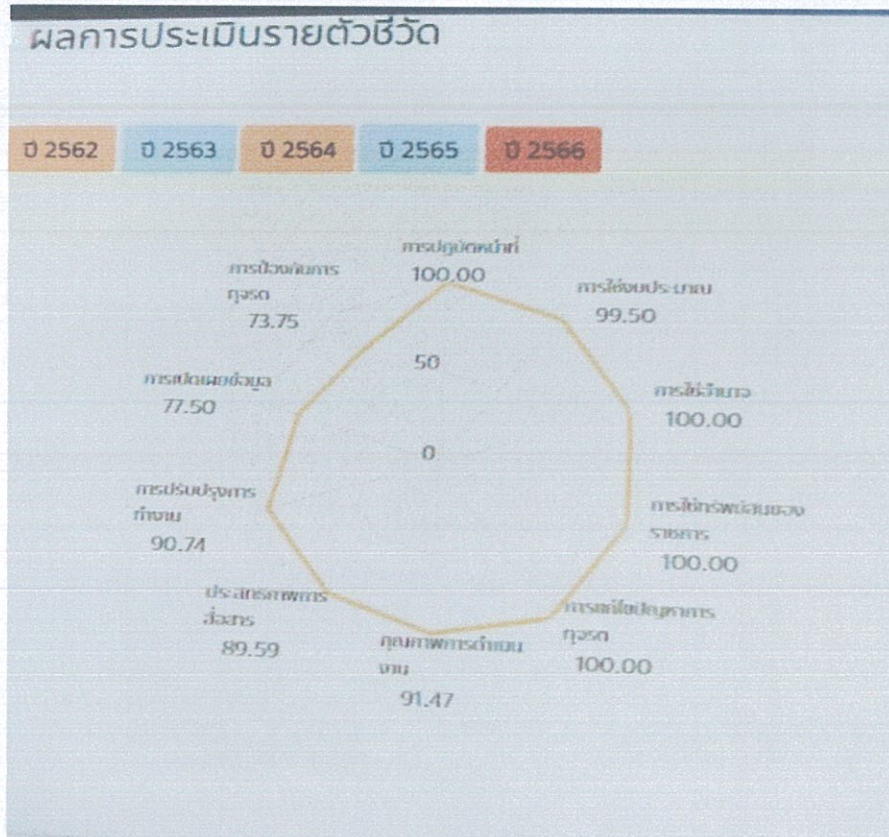 ผลการประเมินรายตัวชี้วัด
ปี 2562
ปี 2563
ปี 2564
ปี 2565
ปี 2566
การปฏิบัติหน้าที่
100.00
การใช้งบประมาณ
99.50
การใช้อำนาจ
100.00
การใช้ทรัพย์สินของ
ราชการ
100.00
การแก้ไขปัญหาการ
ทุจริต
100.00
คุณภาพการดำเนิน
งาน
91.47
ประสิทธิภาพการ
สื่อสาร
89.59
การปรับปรุงการ
ทำงาน
90.74
การเปิดเผยข้อมูล
77.50
การป้องกันการ
ทุจริต
73.75
50
0